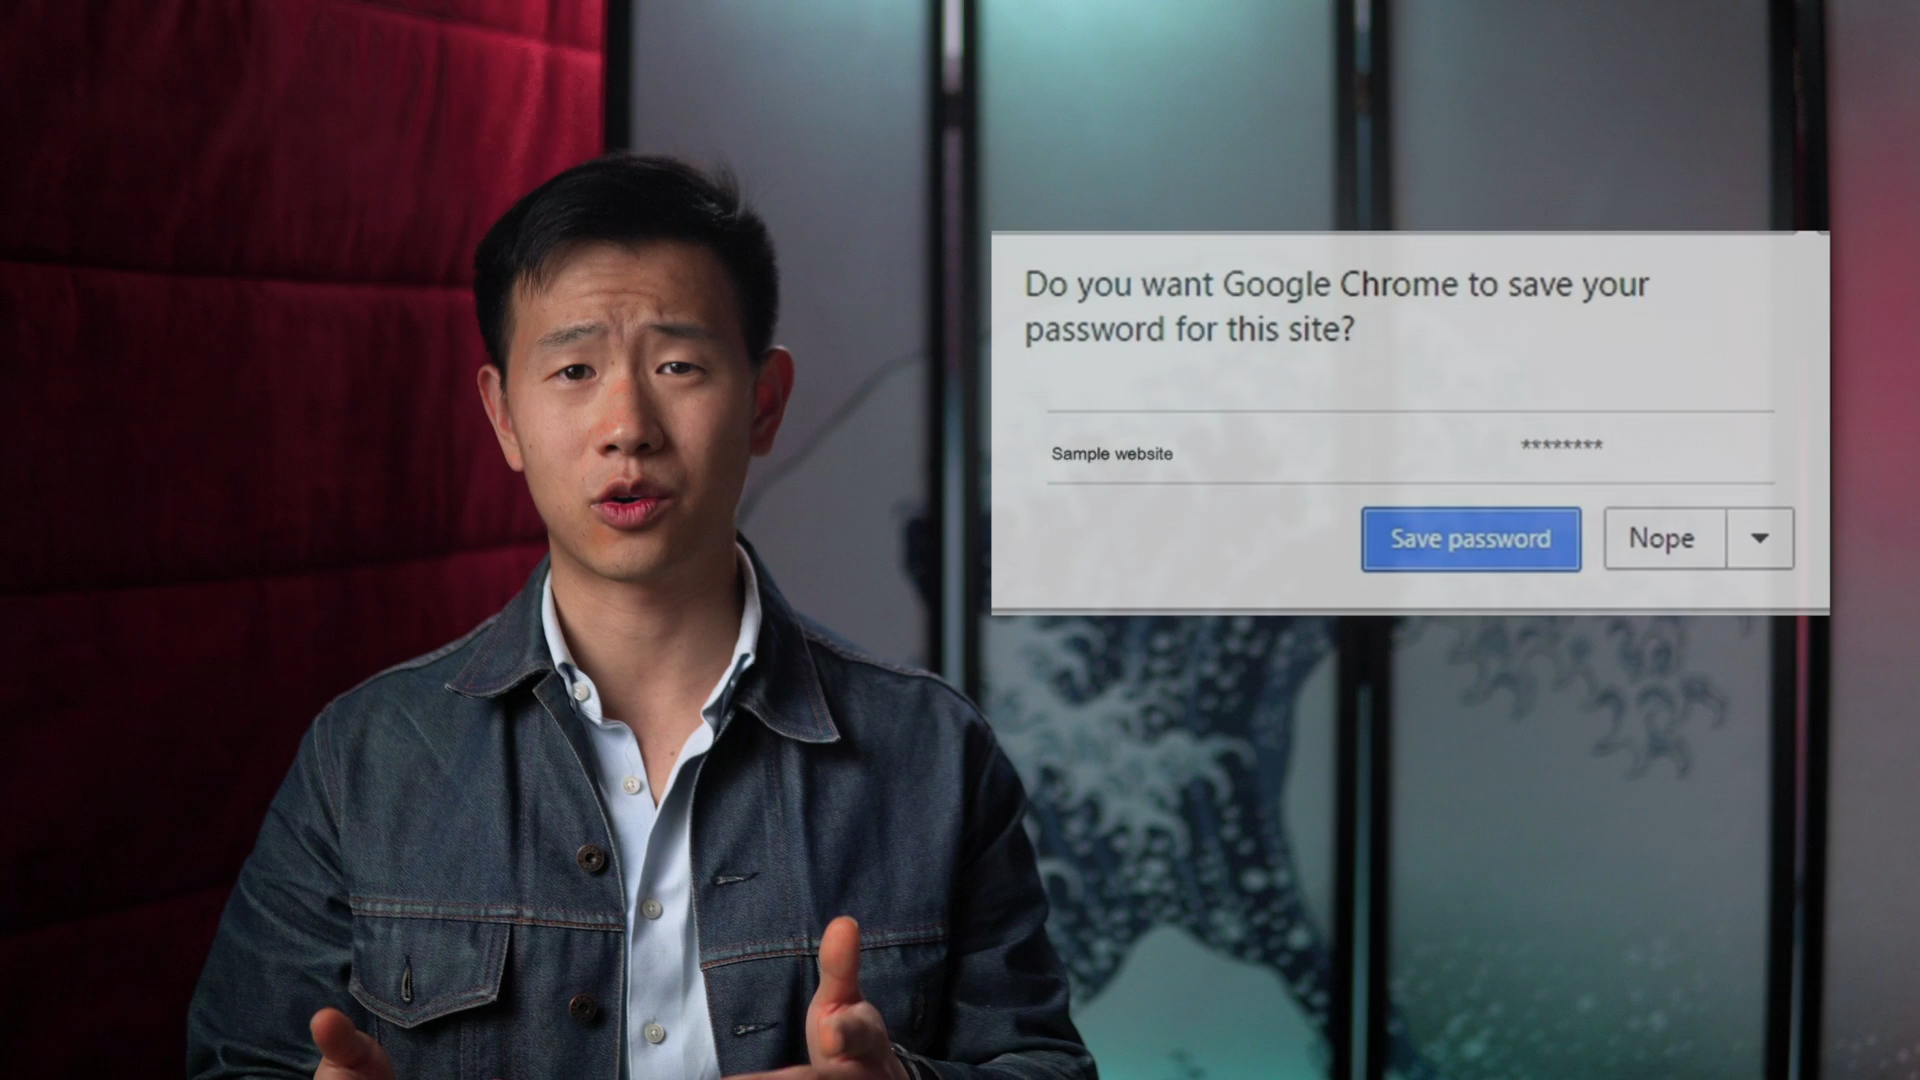 Do you want Google Chrome to save your
password for this site?
Sample website ********
Save password Nope